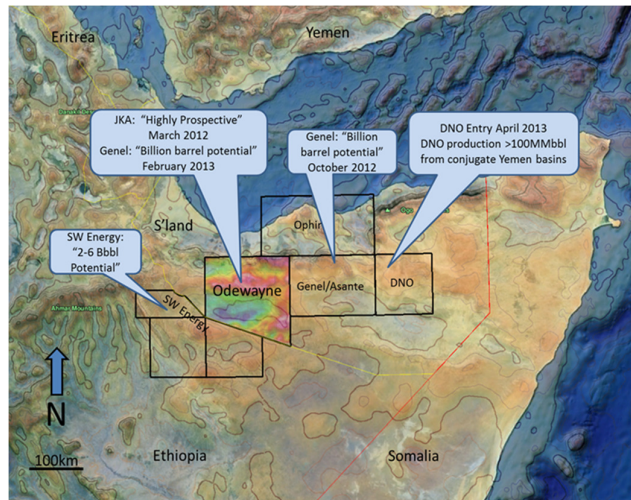 Eritrea
Yemen
JKA: “Highly Prospective”
March 2012
Genel: “Billion barrel potential”
February 2013
Genel: “Billion
barrel potential”
October 2012
DNO Entry April 2013
DNO production >100MMbbl
from conjugate Yemen basins
S'land
Ophir
SW Energy:
“2-6 Bbbl
Potential”
Odewayne
Genel/Asante
DNO
SW Energy
Ahmar Mountains
N
100km
Ethiopia
Somalia